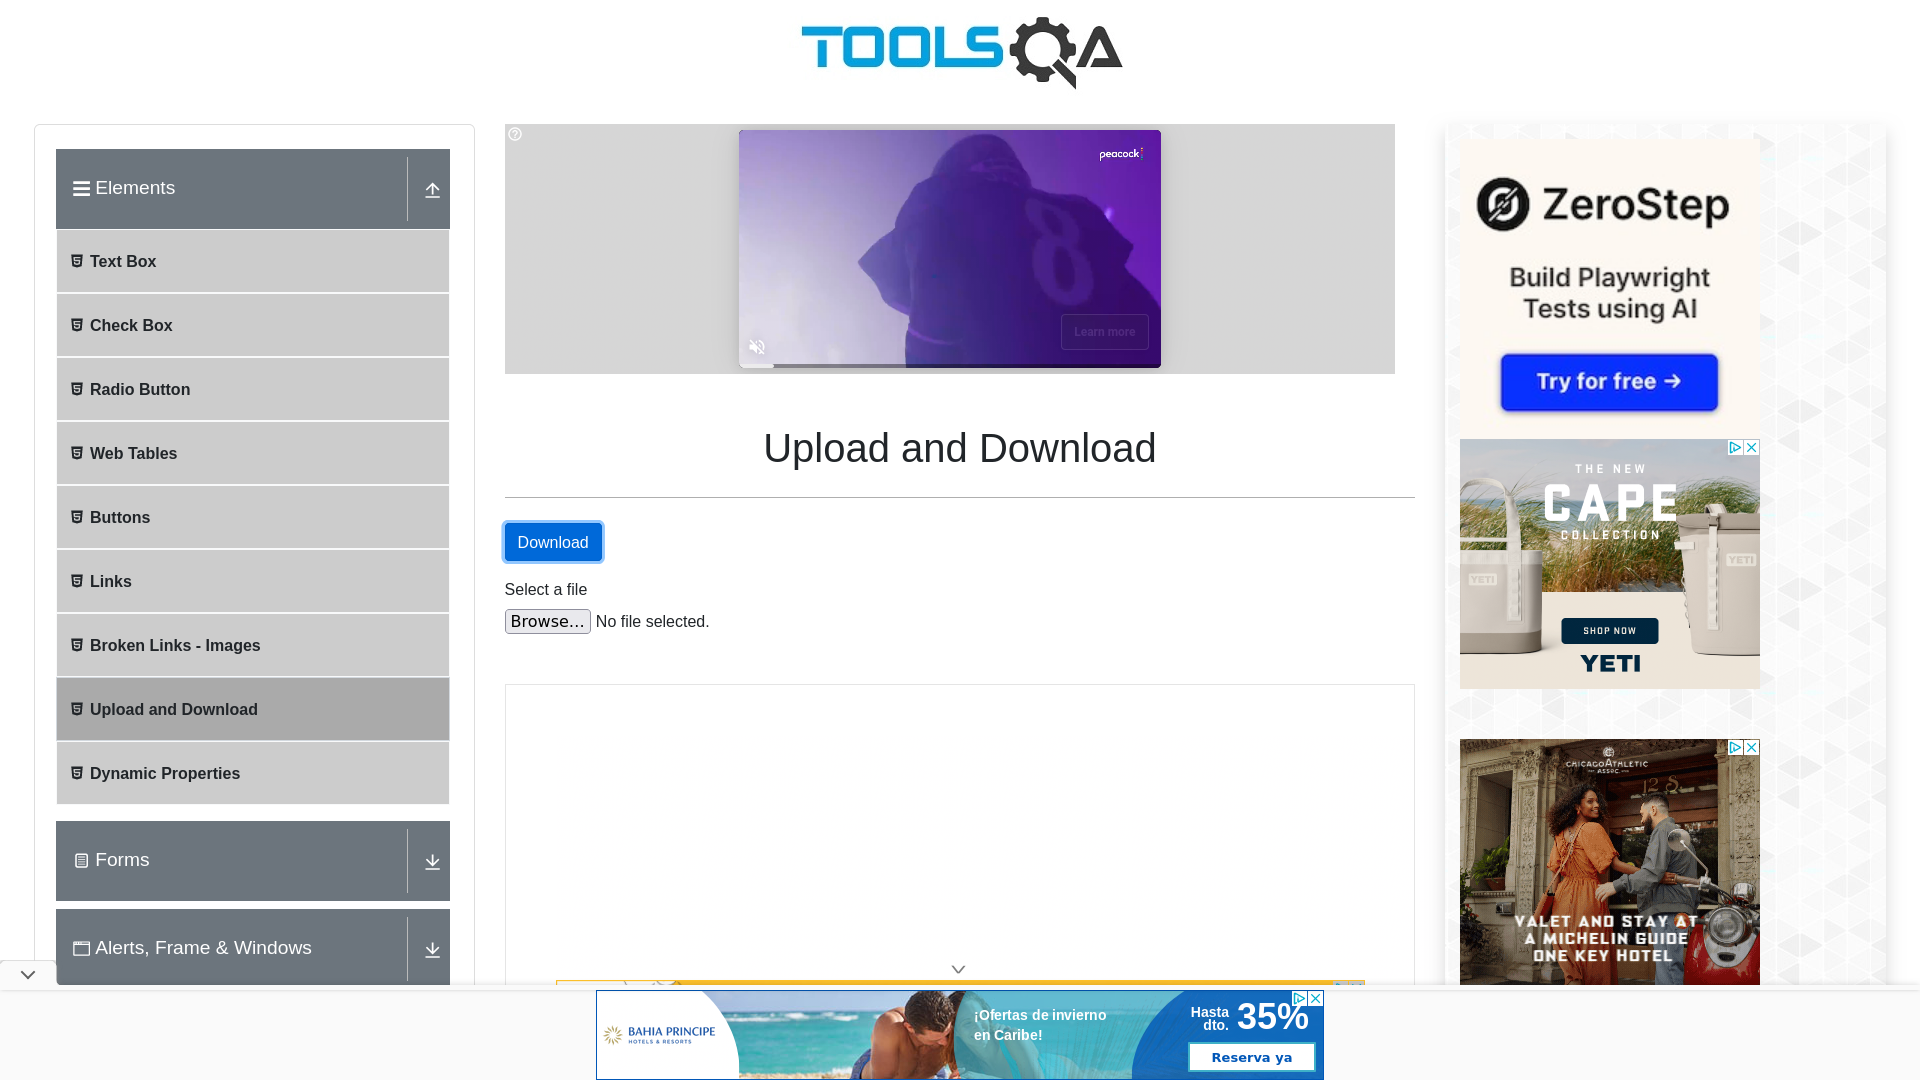 TOOLSQA
Elements
Text Box
Check Box
Radio Button
Web Tables
Buttons
Links
Broken Links - Images
Upload and Download
Dynamic Properties
Forms
Alerts, Frame & Windows
peacock
8
Learn more
Upload and Download
Download
Select a file
Browse...
No file selected.
ZeroStep
Build Playwright
Tests using AI
Try for free →
THE NEW
CAPE
COLLECTION
YETI
YETI
SHOP NOW
YETI
CHICAGO ATHLETIC
ASSOC.
12 S
VALET AND STAY AT
A MICHELIN GUIDE
ONE KEY HOTEL
BAHIA PRINCIPE
HOTELS & RESORTS
¡Ofertas de invierno
en Caribe!
Hasta
dto.
35%
Reserva ya